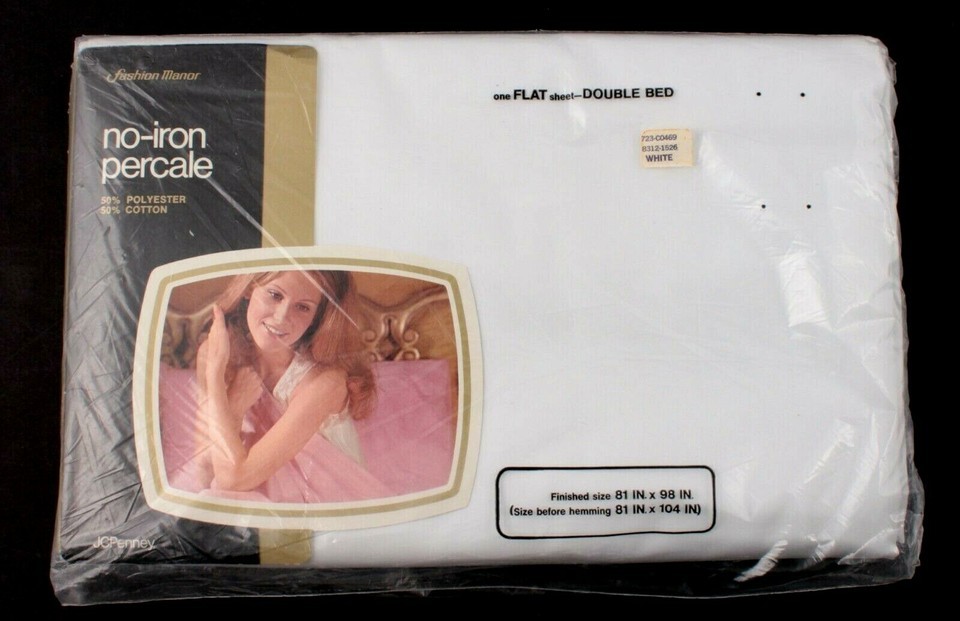 fashion Manor
no-iron
percale
50% POLYESTER
50% COTTON
one FLAT sheet–DOUBLE BED
723-C0469
8312-1526
WHITE
Finished size 81 IN. x 98 IN.
(Size before hemming 81 IN. x 104 IN)
JCPenney